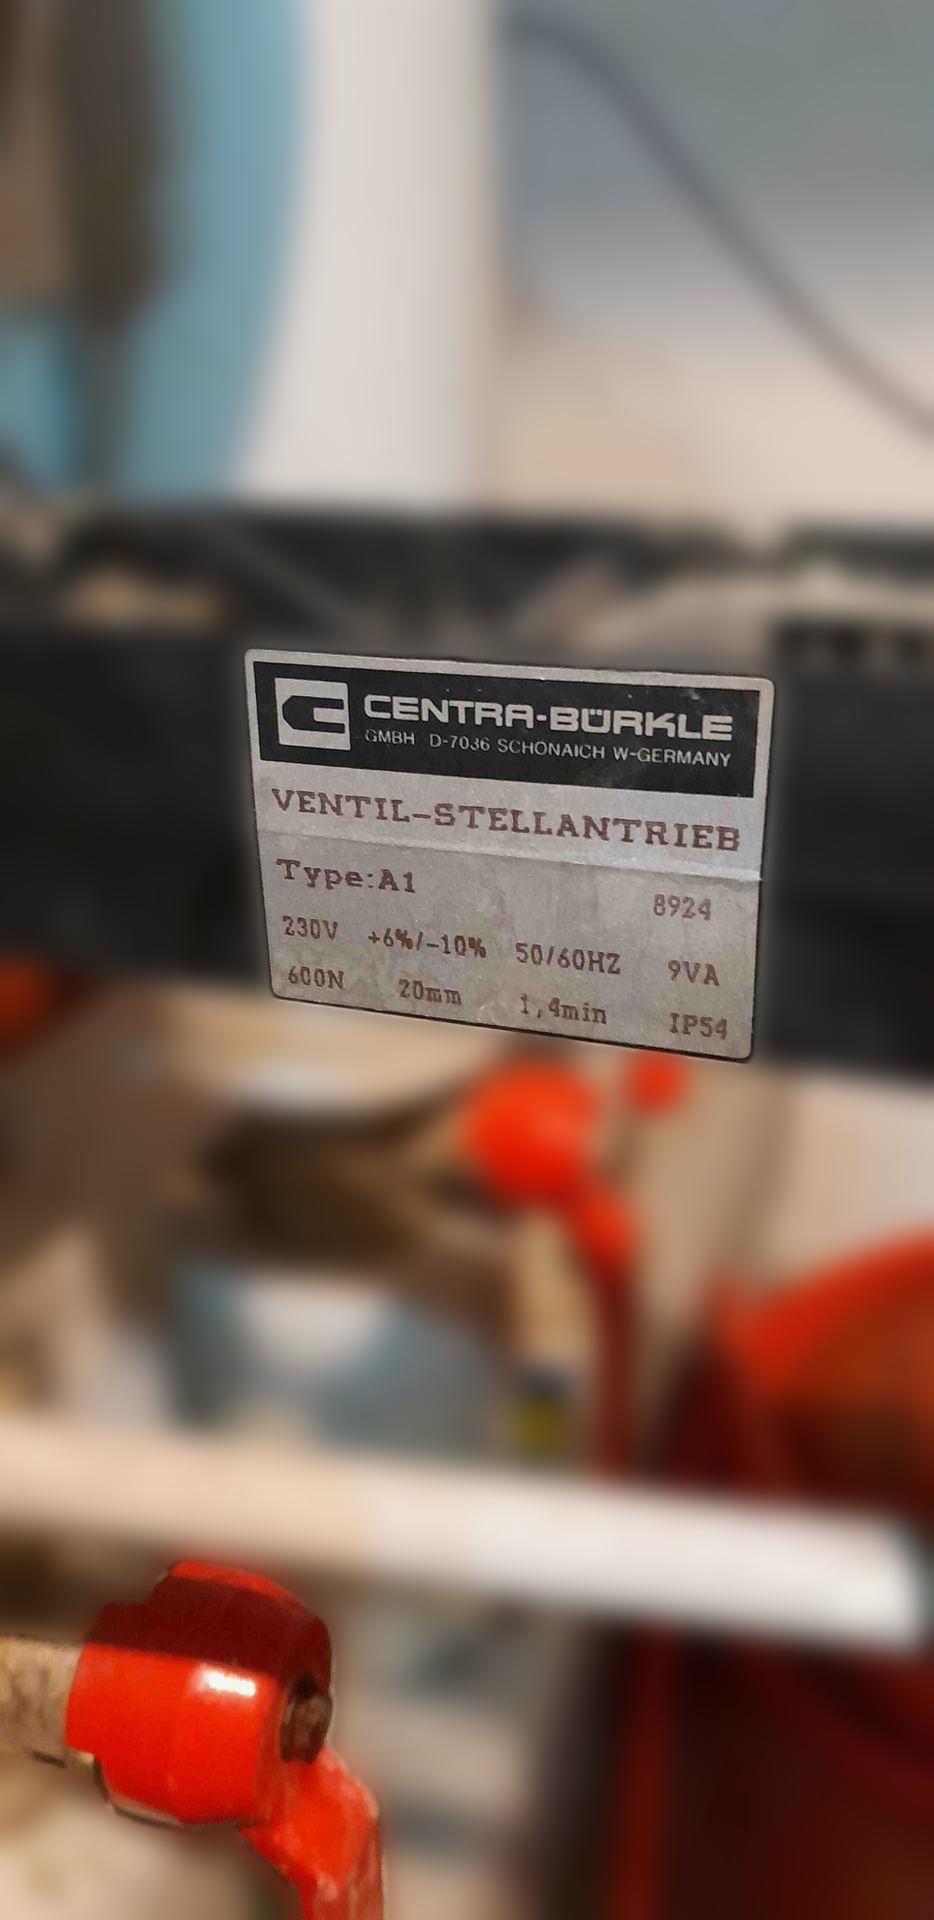 CENTRA-BÜRKLE
GMBH D-7036 SCHÖNAICH W-GERMANY
VENTIL-STELLANTRIEB
Type:A1 8924
230V +6%/-10% 50/60HZ 9VA
600N 20mm 1,4min IP54